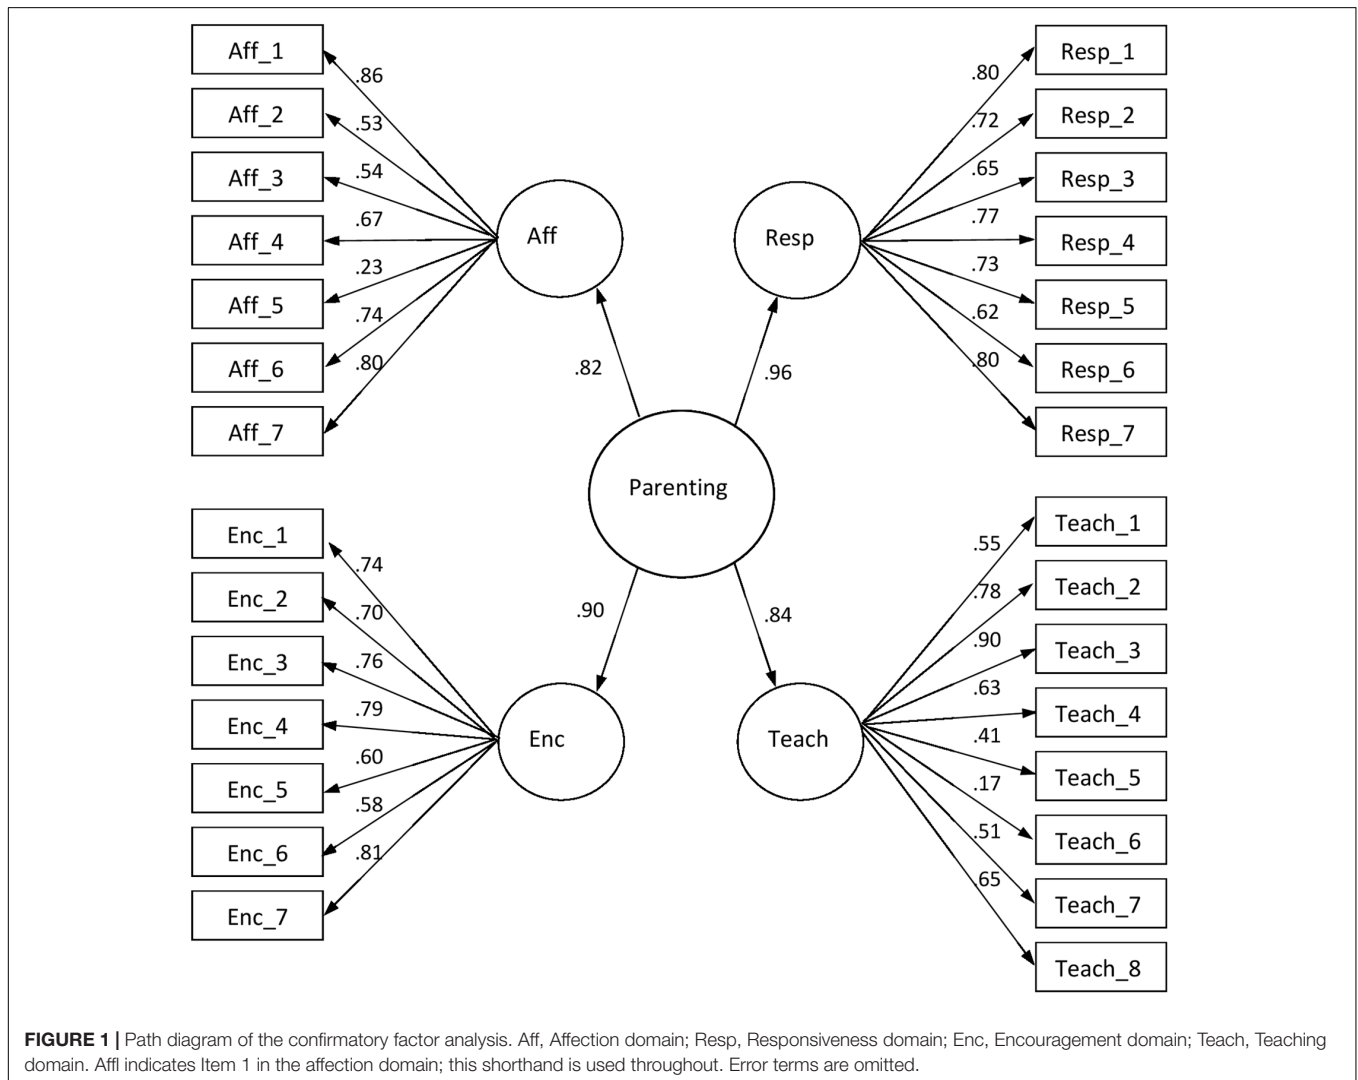 Aff_1
.86
Aff_2
.53
Aff_3
.54
Aff_4
.67
Aff_5
.23
Aff_6
.74
Aff_7
.80
Aff
Resp_1
.80
Resp_2
.72
Resp_3
.65
Resp_4
.77
Resp_5
.73
Resp_6
.62
Resp_7
.80
Resp
.82
.96
Parenting
.90
.84
Enc_1
.74
Enc_2
.70
Enc_3
.76
Enc_4
.79
Enc_5
.60
Enc_6
.58
Enc_7
.81
Enc
Teach_1
.55
Teach_2
.78
Teach_3
.90
Teach_4
.63
Teach_5
.41
Teach_6
.17
Teach_7
.51
Teach_8
.65
Teach
FIGURE 1 | Path diagram of the confirmatory factor analysis. Aff, Affection domain; Resp, Responsiveness domain; Enc, Encouragement domain; Teach, Teaching
domain. Affl indicates Item 1 in the affection domain; this shorthand is used throughout. Error terms are omitted.